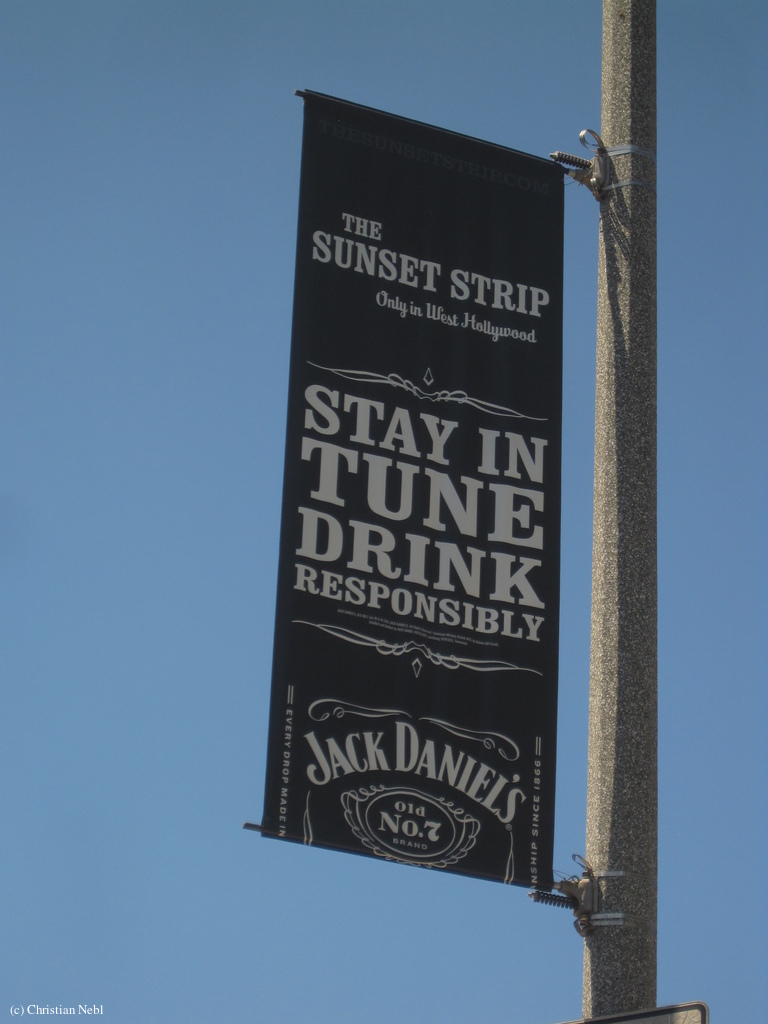 THESUNSETSTRIP.COM
THE
SUNSET STRIP
Only in West Hollywood
STAY IN
TUNE
DRINK
RESPONSIBLY
EVERY DROP MADE IN
JACK DANIEL'S
Old
No.7
BRAND
NSHIP SINCE 1866
(c) Christian Nebl